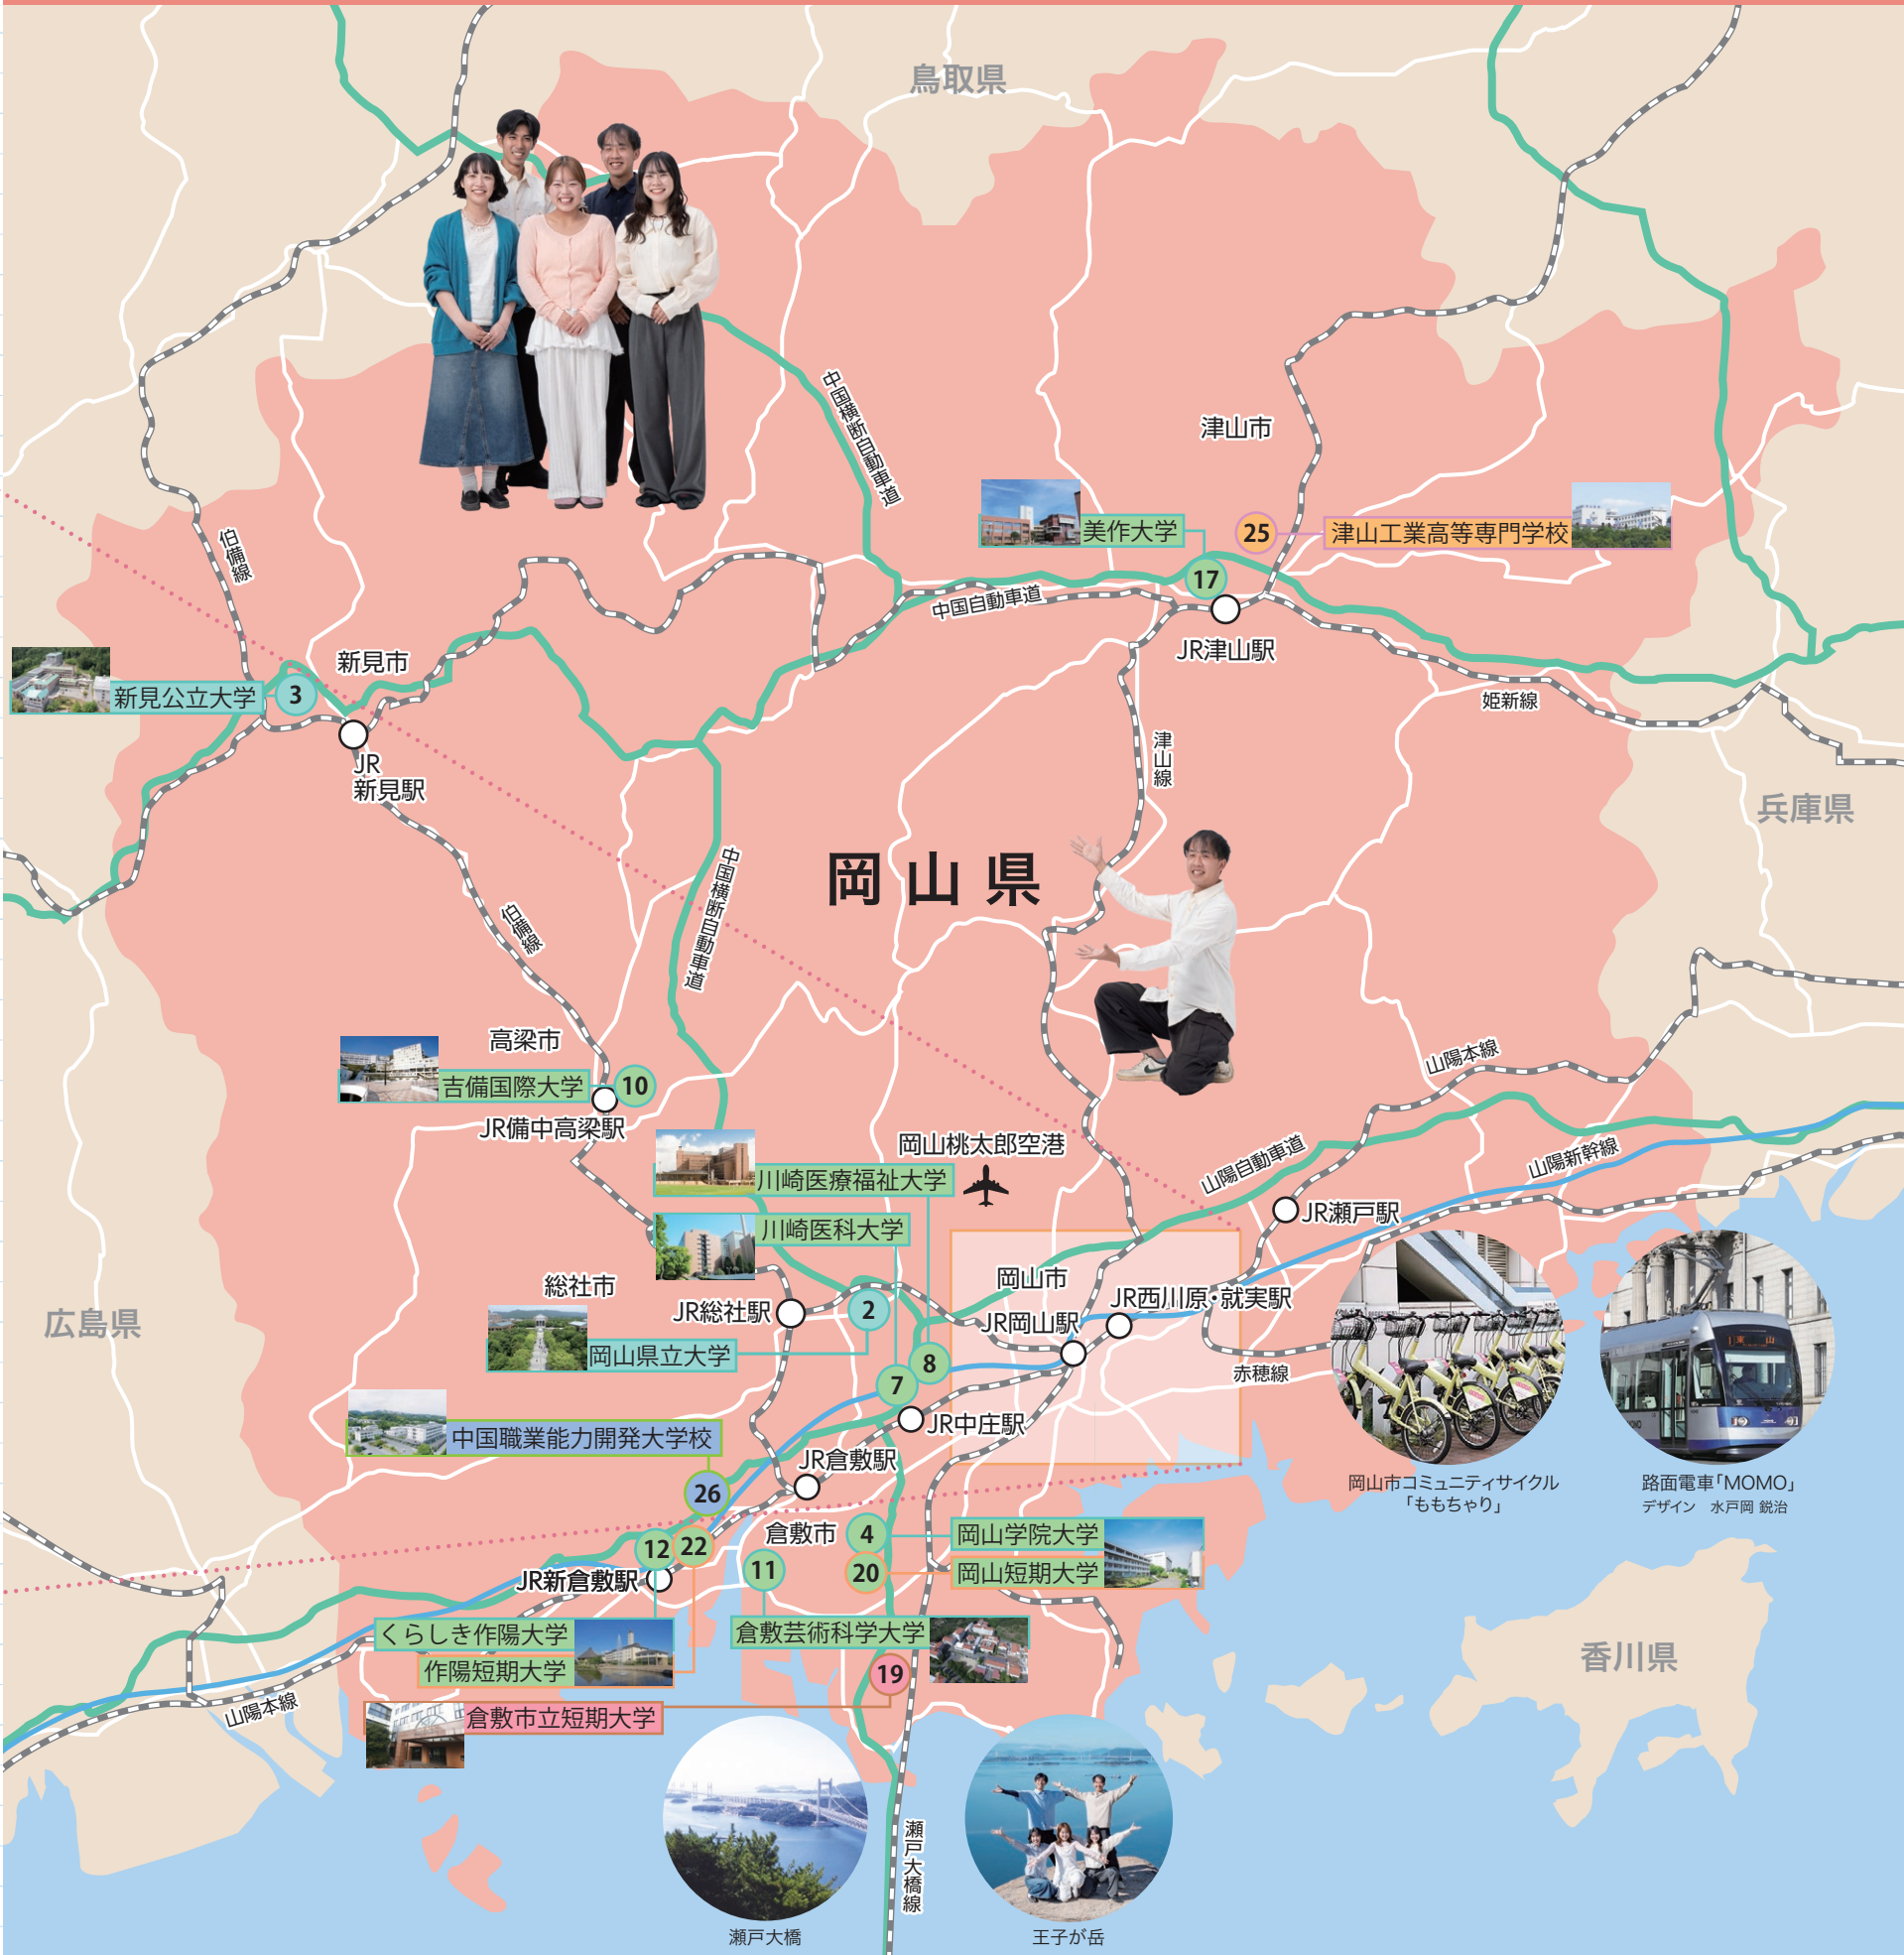 鳥取県
中国横断自動車道
津山市
美作大学
25
津山工業高等専門学校
17
伯備線
中国自動車道
JR津山駅
新見市
新見公立大学
3
姫新線
JR
新見駅
津山線
兵庫県
中国横断自動車道
岡山県
伯備線
高梁市
山陽本線
吉備国際大学
10
JR備中高梁駅
岡山桃太郎空港
山陽自動車道
山陽新幹線
川崎医療福祉大学
JR瀬戸駅
川崎医科大学
総社市
岡山市
JR西川原・就実駅
広島県
JR総社駅
2
JR岡山駅
岡山県立大学
8
7
赤穂線
JR中庄駅
中国職業能力開発大学校
JR倉敷駅
26
岡山市コミュニティサイクル
「ももちゃり」
路面電車「MOMO」
デザイン 水戸岡 鋭治
倉敷市
4
岡山学院大学
12
22
11
20
岡山短期大学
JR新倉敷駅
くらしき作陽大学
倉敷芸術科学大学
作陽短期大学
19
香川県
山陽本線
倉敷市立短期大学
瀬戸大橋線
瀬戸大橋
王子が岳